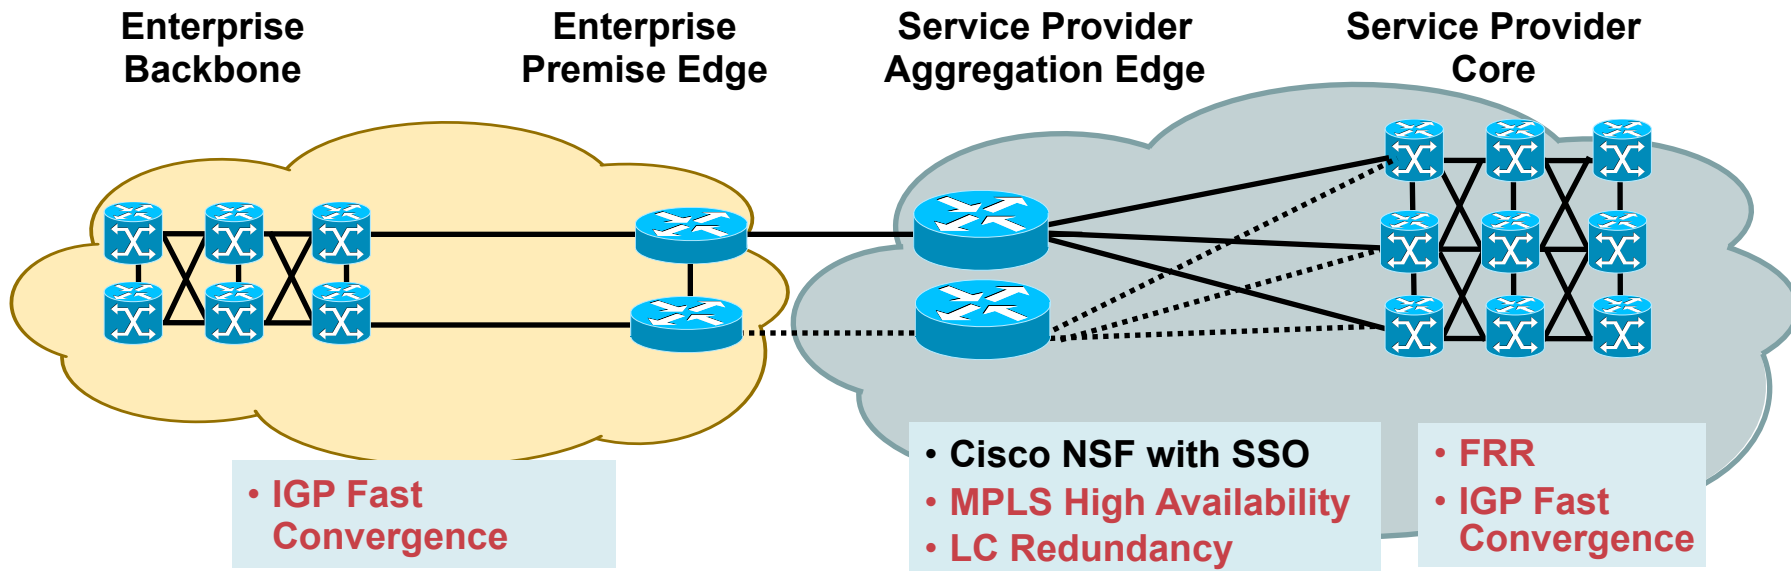 Enterprise
Backbone
Enterprise
Premise Edge
Service Provider
Aggregation Edge
Service Provider
Core
• IGP Fast
Convergence
• Cisco NSF with SSO
• MPLS High Availability
• LC Redundancy
• FRR
• IGP Fast
Convergence